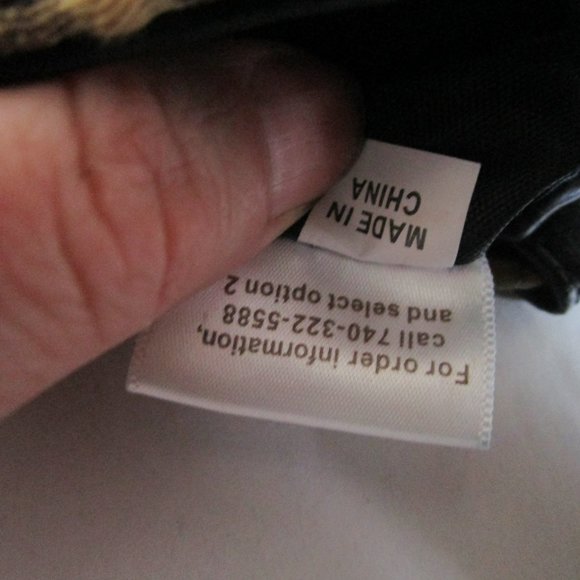 MADE IN
CHINA
For order information,
call 740-322-5588
and select option 2